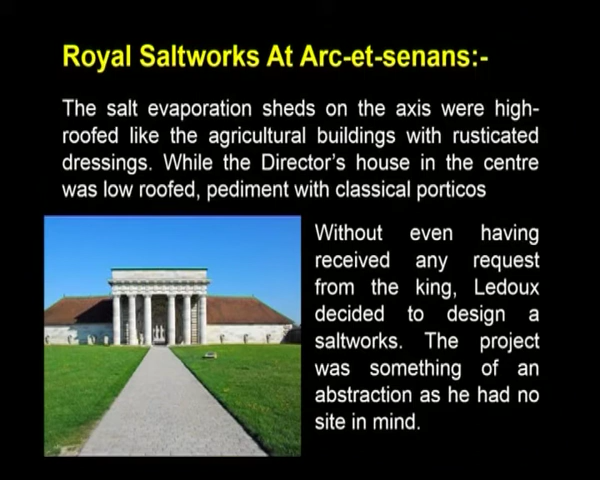 Royal Saltworks At Arc-et-senans:-
The salt evaporation sheds on the axis were high-
roofed like the agricultural buildings with rusticated
dressings. While the Director's house in the centre
was low roofed, pediment with classical porticos
Without even having
received any request
from the king, Ledoux
decided to design a
saltworks. The project
was something of an
abstraction as he had no
site in mind.